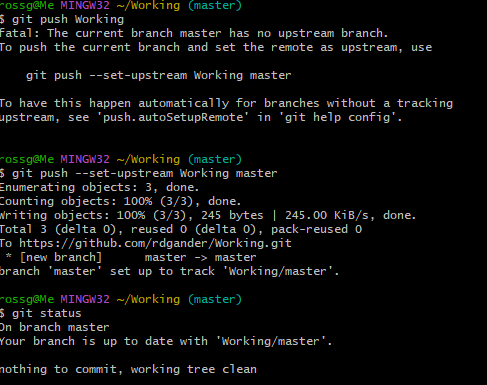 rossg@Me MINGW32 ~/Working (master)
$ git push Working
fatal: The current branch master has no upstream branch.
To push the current branch and set the remote as upstream, use
git push --set-upstream Working master
To have this happen automatically for branches without a tracking
upstream, see 'push.autoSetupRemote' in 'git help config'.
rossg@Me MINGW32 ~/Working (master)
$ git push --set-upstream Working master
Enumerating objects: 3, done.
Counting objects: 100% (3/3), done.
Writing objects: 100% (3/3), 245 bytes | 245.00 KiB/s, done.
Total 3 (delta 0), reused 0 (delta 0), pack-reused 0
To https://github.com/rdgander/Working.git
* [new branch] master -> master
branch 'master' set up to track 'Working/master'.
rossg@Me MINGW32 ~/Working (master)
$ git status
On branch master
Your branch is up to date with 'Working/master'.
nothing to commit, working tree clean